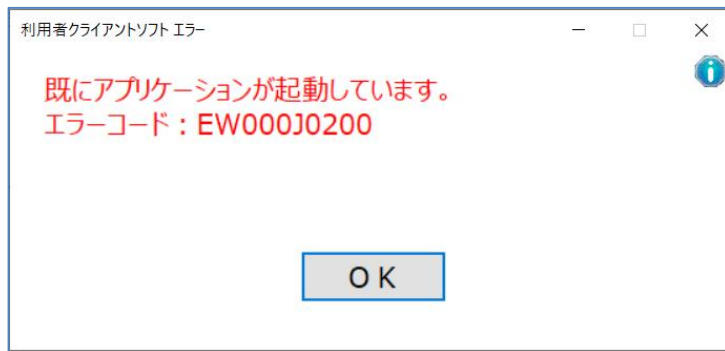 利用者クライアントソフト エラー
既にアプリケーションが起動しています。
エラーコード：EW000J0200
ＯＫ